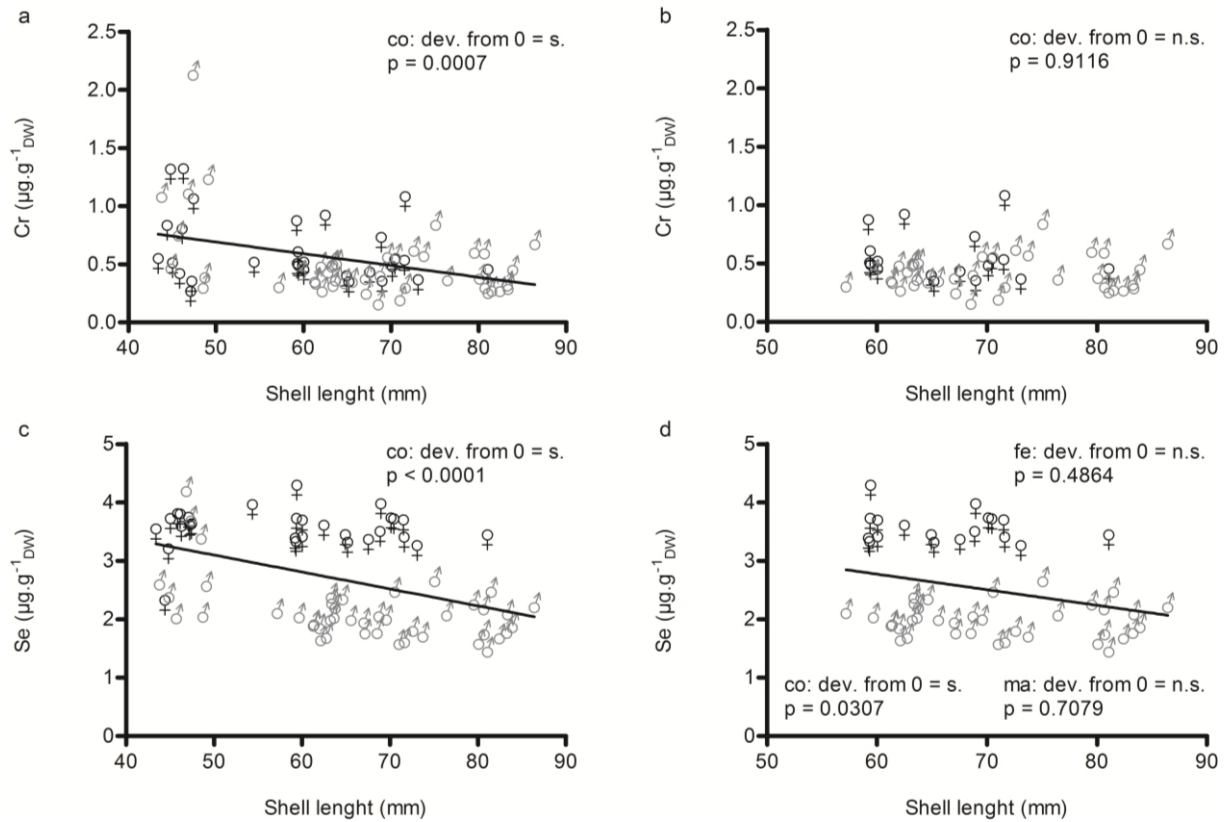 a
co: dev. from 0 = s.
p = 0.0007
2.5
2.0
1.5
1.0
0.5
0.0
Cr (µg.g⁻¹DW)
40 50 60 70 80 90
Shell lenght (mm)
b
co: dev. from 0 = n.s.
p = 0.9116
2.5
2.0
1.5
1.0
0.5
0.0
Cr (µg.g⁻¹DW)
50 60 70 80 90
Shell lenght (mm)
c
co: dev. from 0 = s.
p < 0.0001
5
4
3
2
1
0
Se (µg.g⁻¹DW)
40 50 60 70 80 90
Shell lenght (mm)
d
fe: dev. from 0 = n.s.
p = 0.4864
5
4
3
2
1
0
Se (µg.g⁻¹DW)
co: dev. from 0 = s.
p = 0.0307
ma: dev. from 0 = n.s.
p = 0.7079
50 60 70 80 90
Shell lenght (mm)